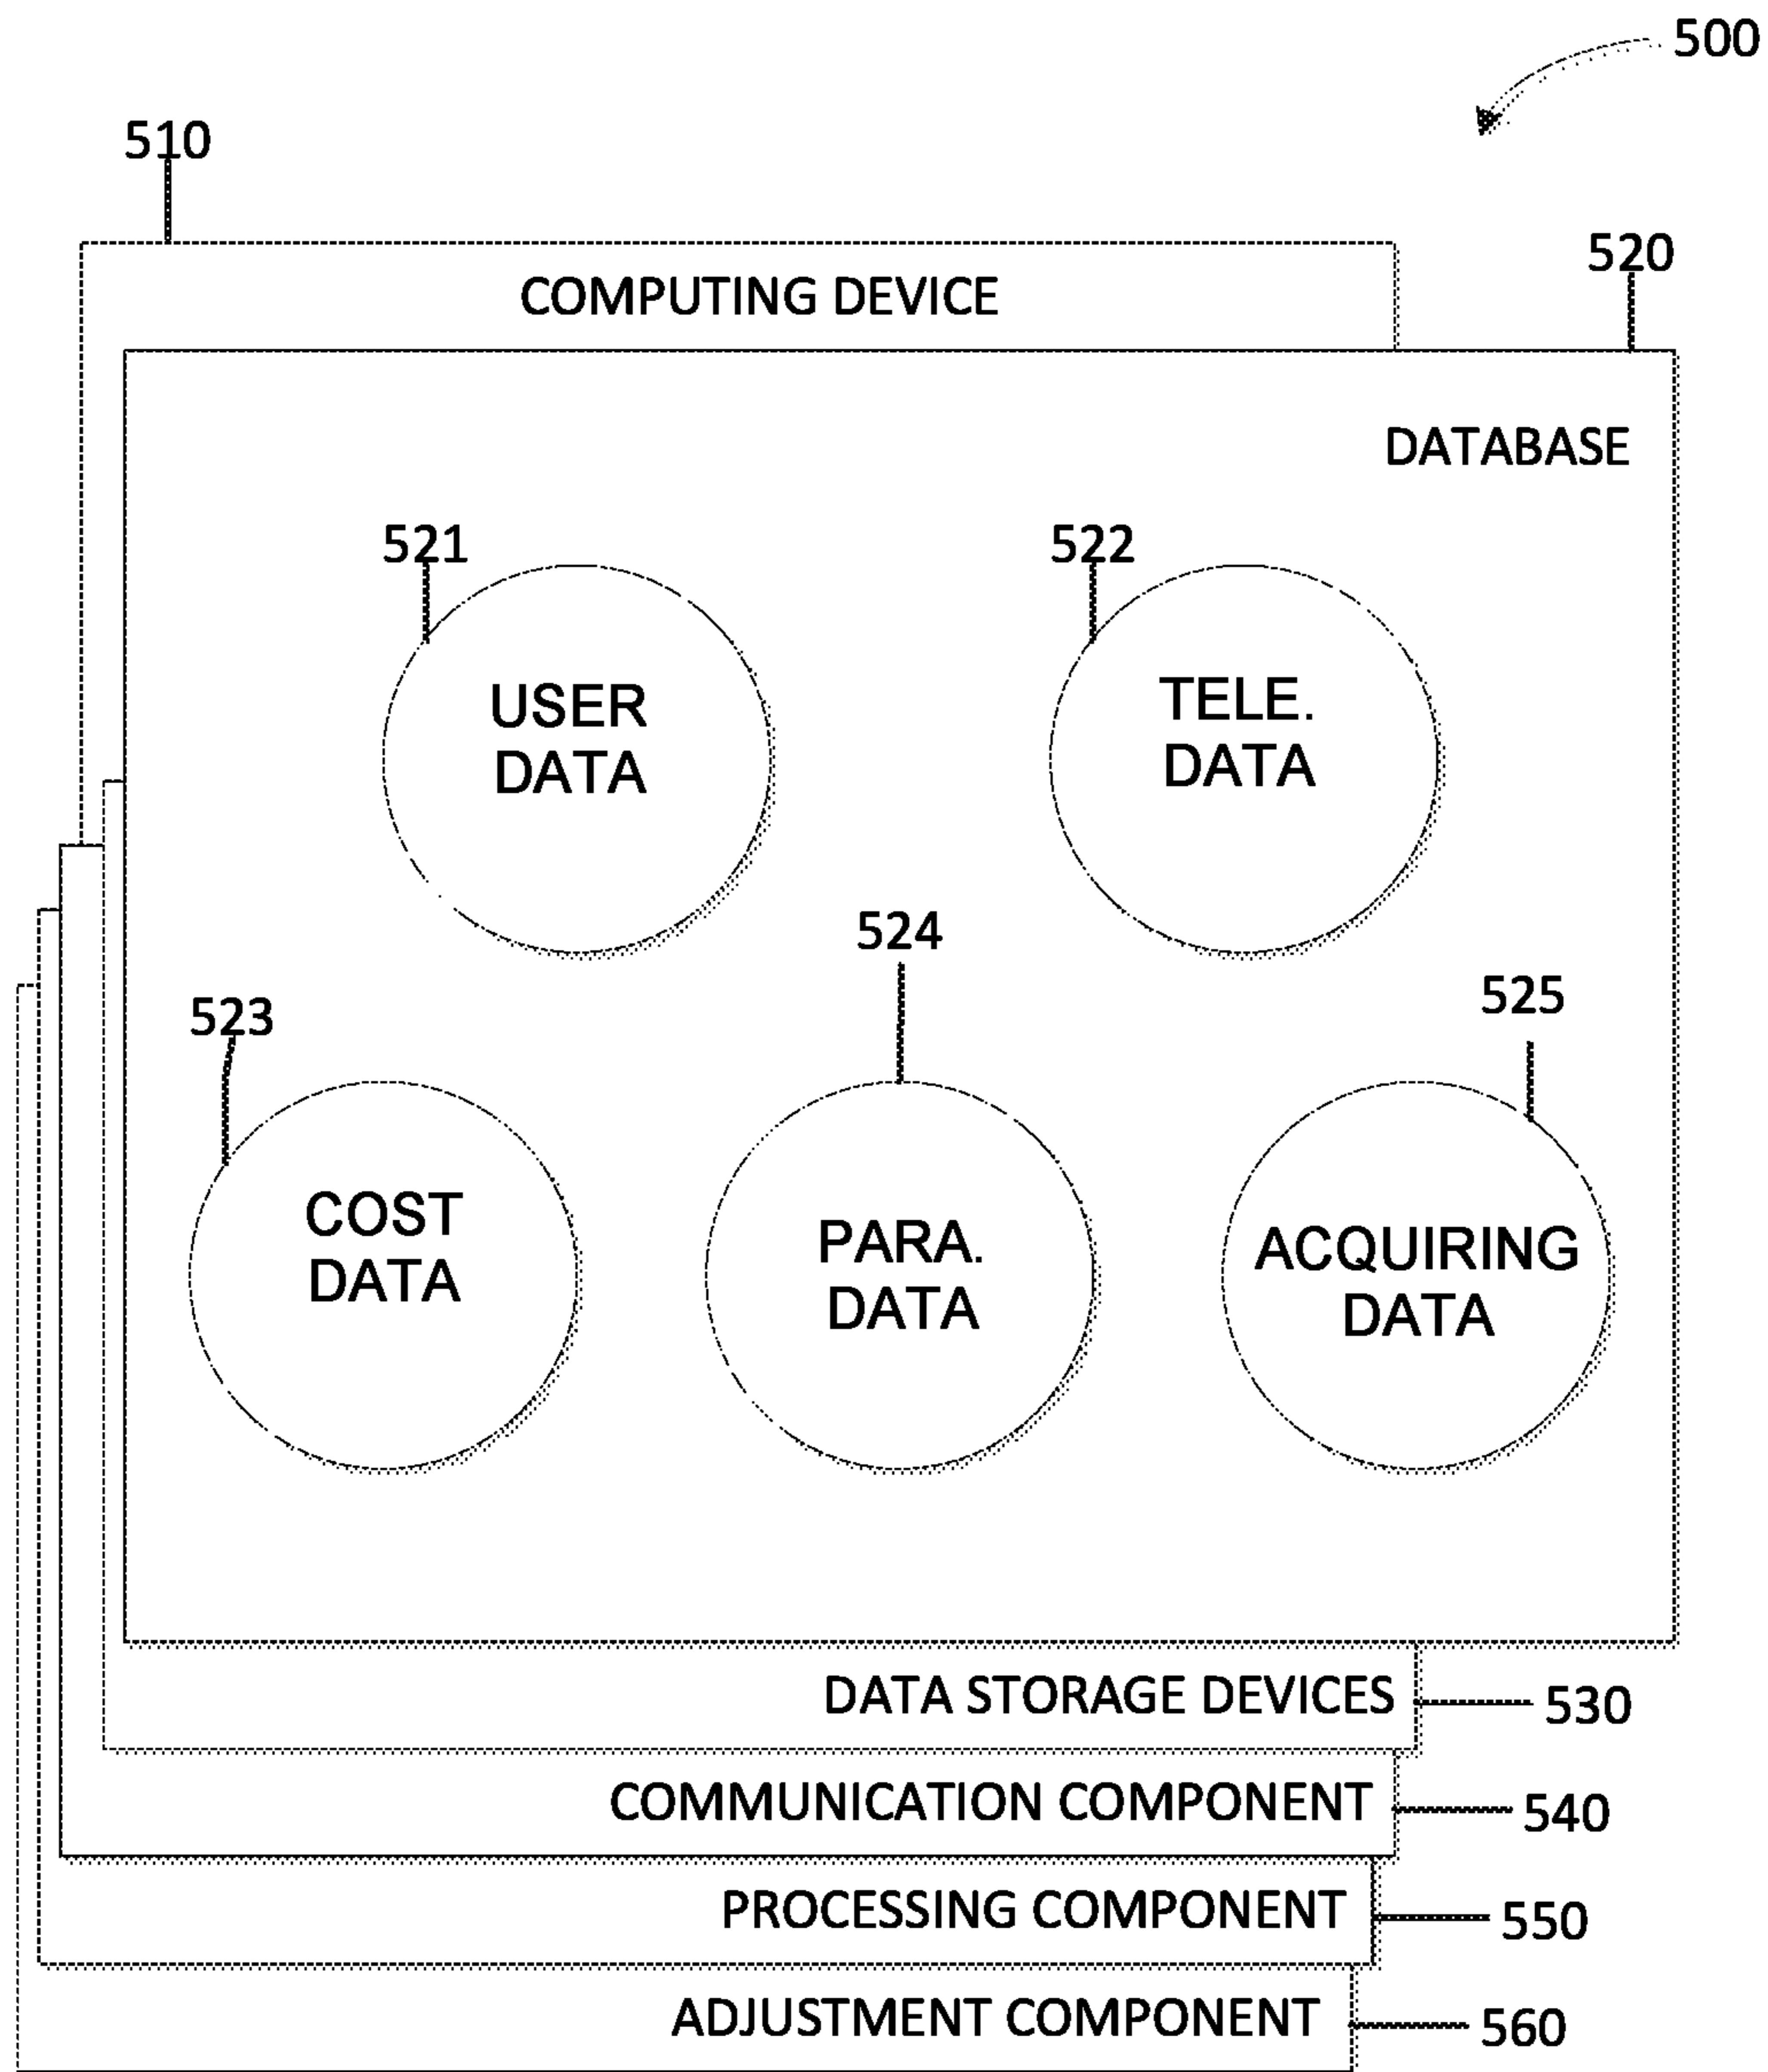 500
510
COMPUTING DEVICE
520
DATABASE
521
522
USER
DATA
TELE.
DATA
523
524
525
COST
DATA
PARA.
DATA
ACQUIRING
DATA
DATA STORAGE DEVICES
530
COMMUNICATION COMPONENT
540
PROCESSING COMPONENT
550
ADJUSTMENT COMPONENT
560